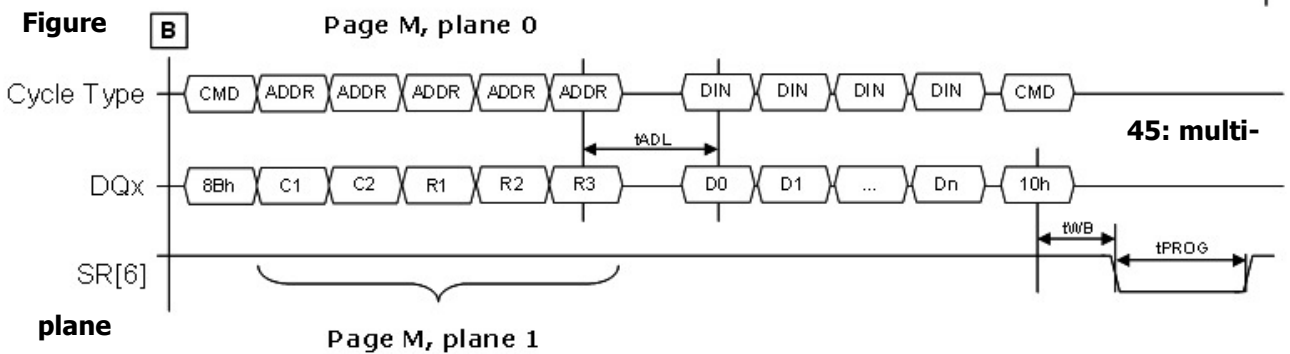 Figure
B
Page M, plane 0
Cycle Type CMD ADDR ADDR ADDR ADDR ADDR DIN DIN DIN DIN CMD
45: multi-
tADL
DQx 8Bh C1 C2 R1 R2 R3 D0 D1 ... Dn 10h
tWB
tPROG
SR[6]
plane
Page M, plane 1